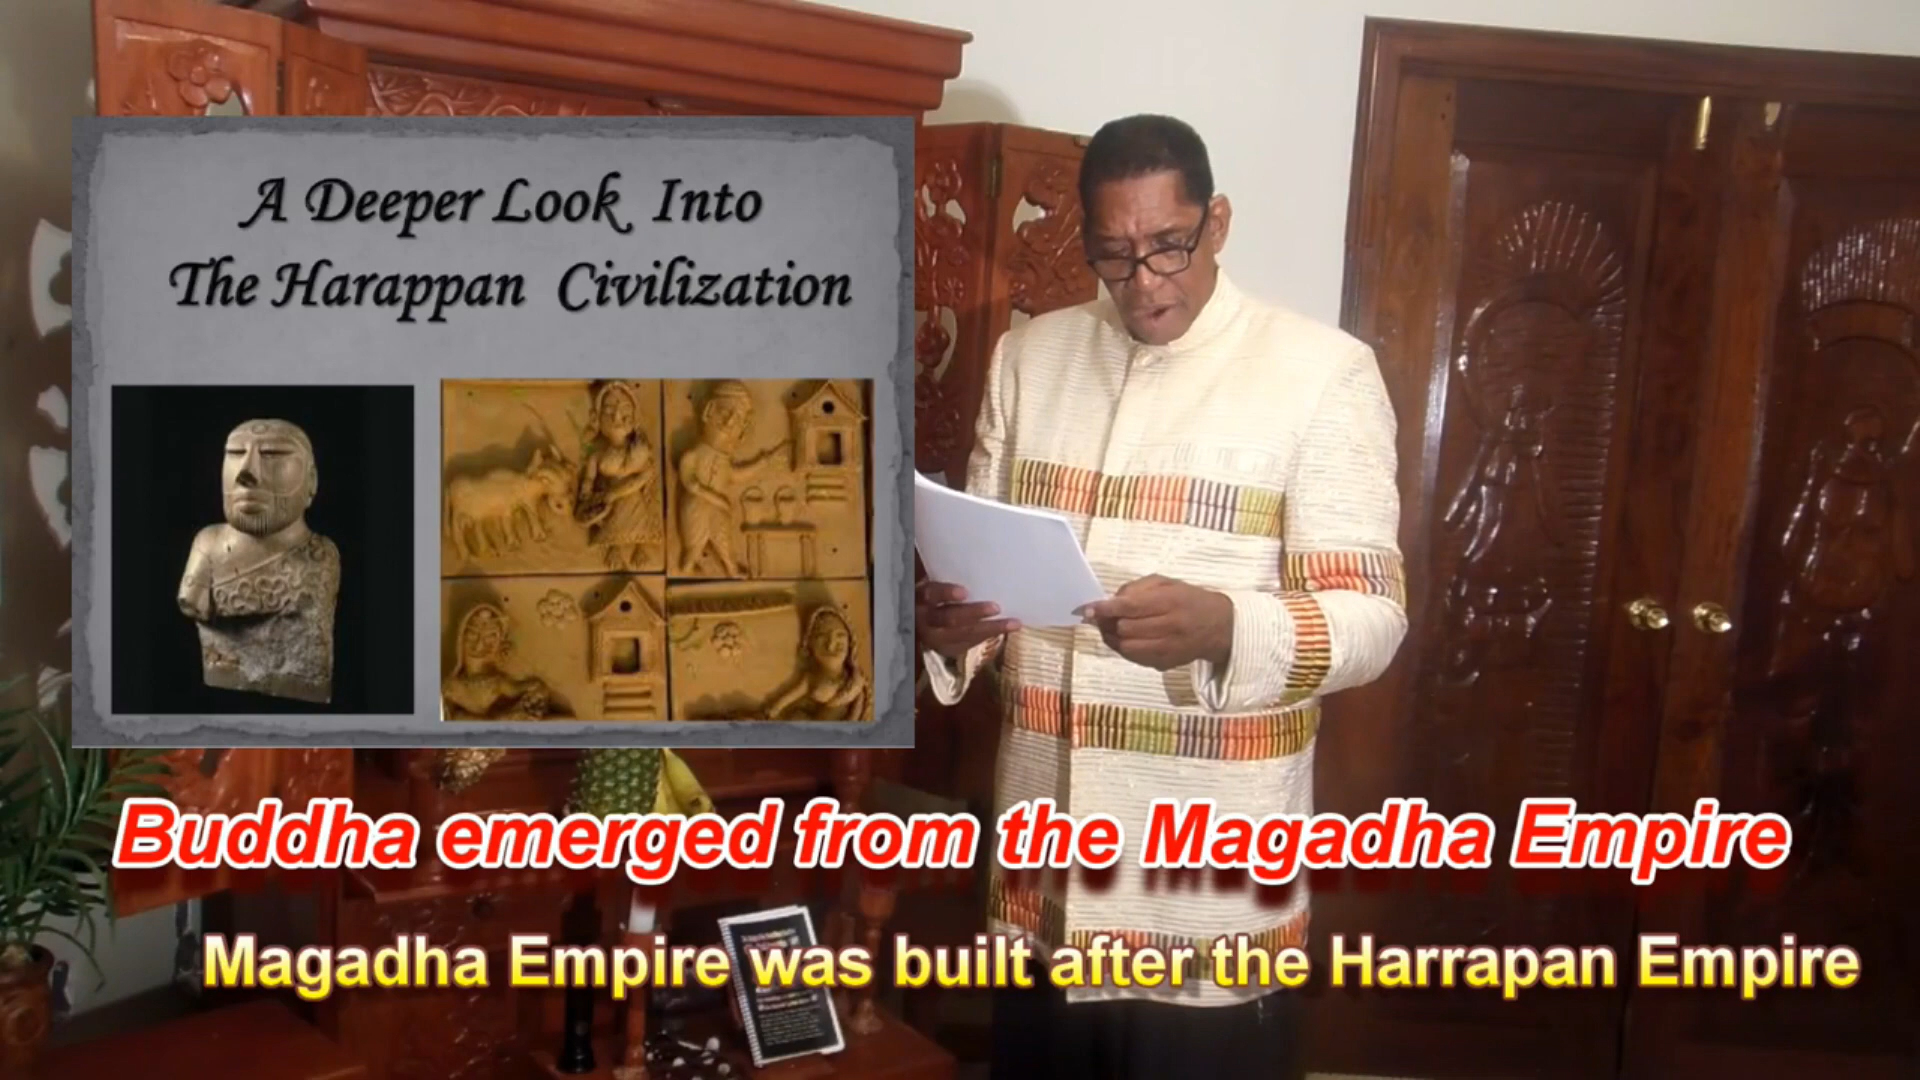 A Deeper Look Into
The Harappan Civilization
Buddha emerged from the Magadha Empire
Magadha Empire was built after the Harrapan Empire